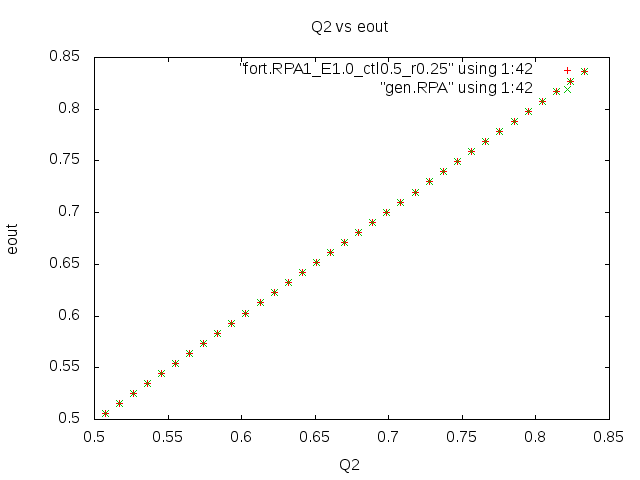 Q2 vs eout
"fort.RPA1_E1.0_ctl0.5_r0.25" using 1:42
"gen.RPA" using 1:42
0.85
0.8
0.75
0.7
0.65
0.6
0.55
0.5
eout
0.5 0.55 0.6 0.65 0.7 0.75 0.8 0.85
Q2